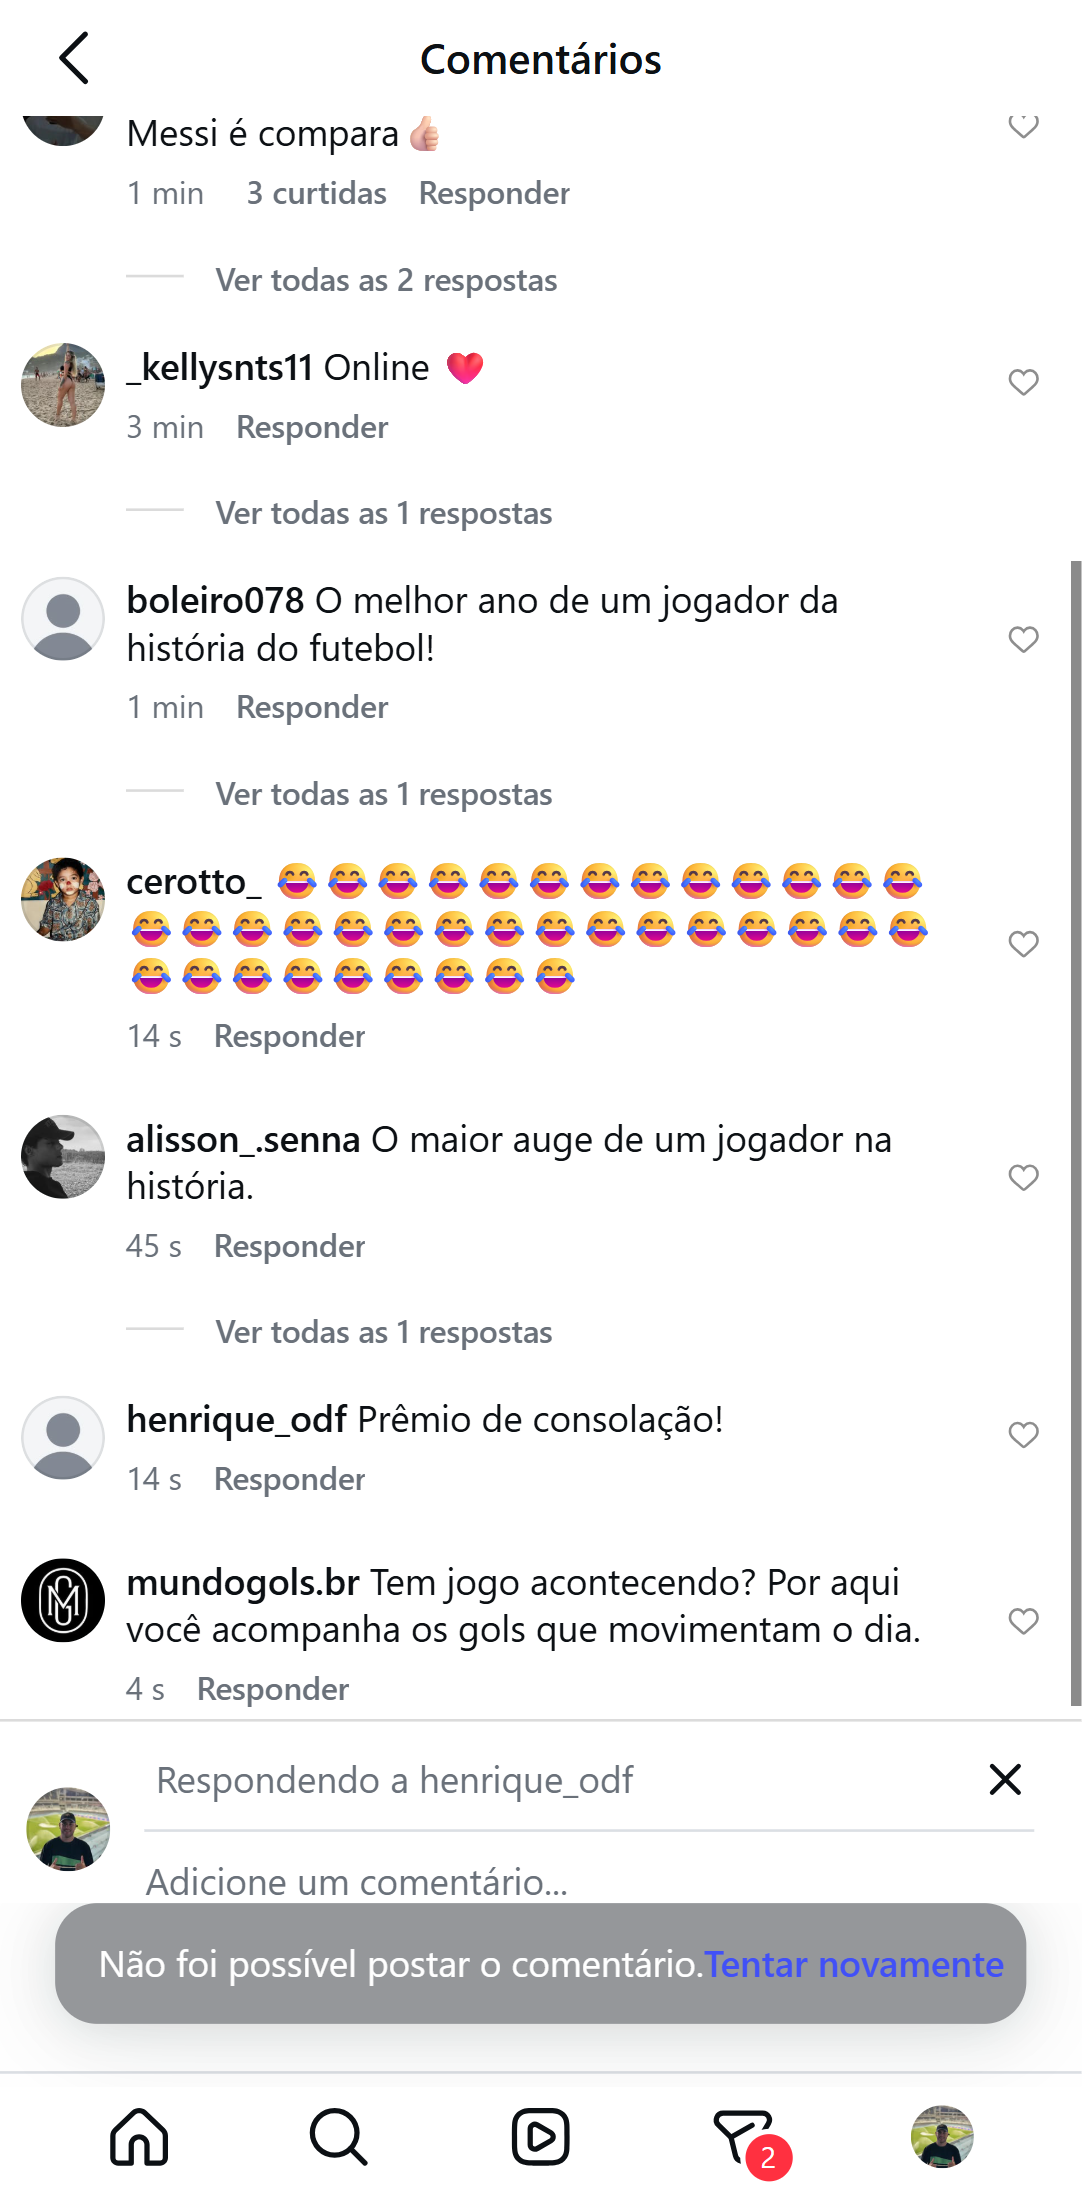 Comentários
Messi é compara 👍🏼
1 min 3 curtidas Responder
Ver todas as 2 respostas
_kellysnts11 Online ❤️
3 min Responder
Ver todas as 1 respostas
boleiro078 O melhor ano de um jogador da
história do futebol!
1 min Responder
Ver todas as 1 respostas
cerotto_ 😂😂😂😂😂😂😂😂😂😂😂😂😂
😂😂😂😂😂😂😂😂😂😂😂😂😂😂😂😂
😂😂😂😂😂😂😂😂😂
14 s Responder
alisson_.senna O maior auge de um jogador na
história.
45 s Responder
Ver todas as 1 respostas
henrique_odf Prêmio de consolação!
14 s Responder
mundogols.br Tem jogo acontecendo? Por aqui
você acompanha os gols que movimentam o dia.
4 s Responder
Respondendo a henrique_odf
Adicione um comentário...
Não foi possível postar o comentário.Tentar novamente
2